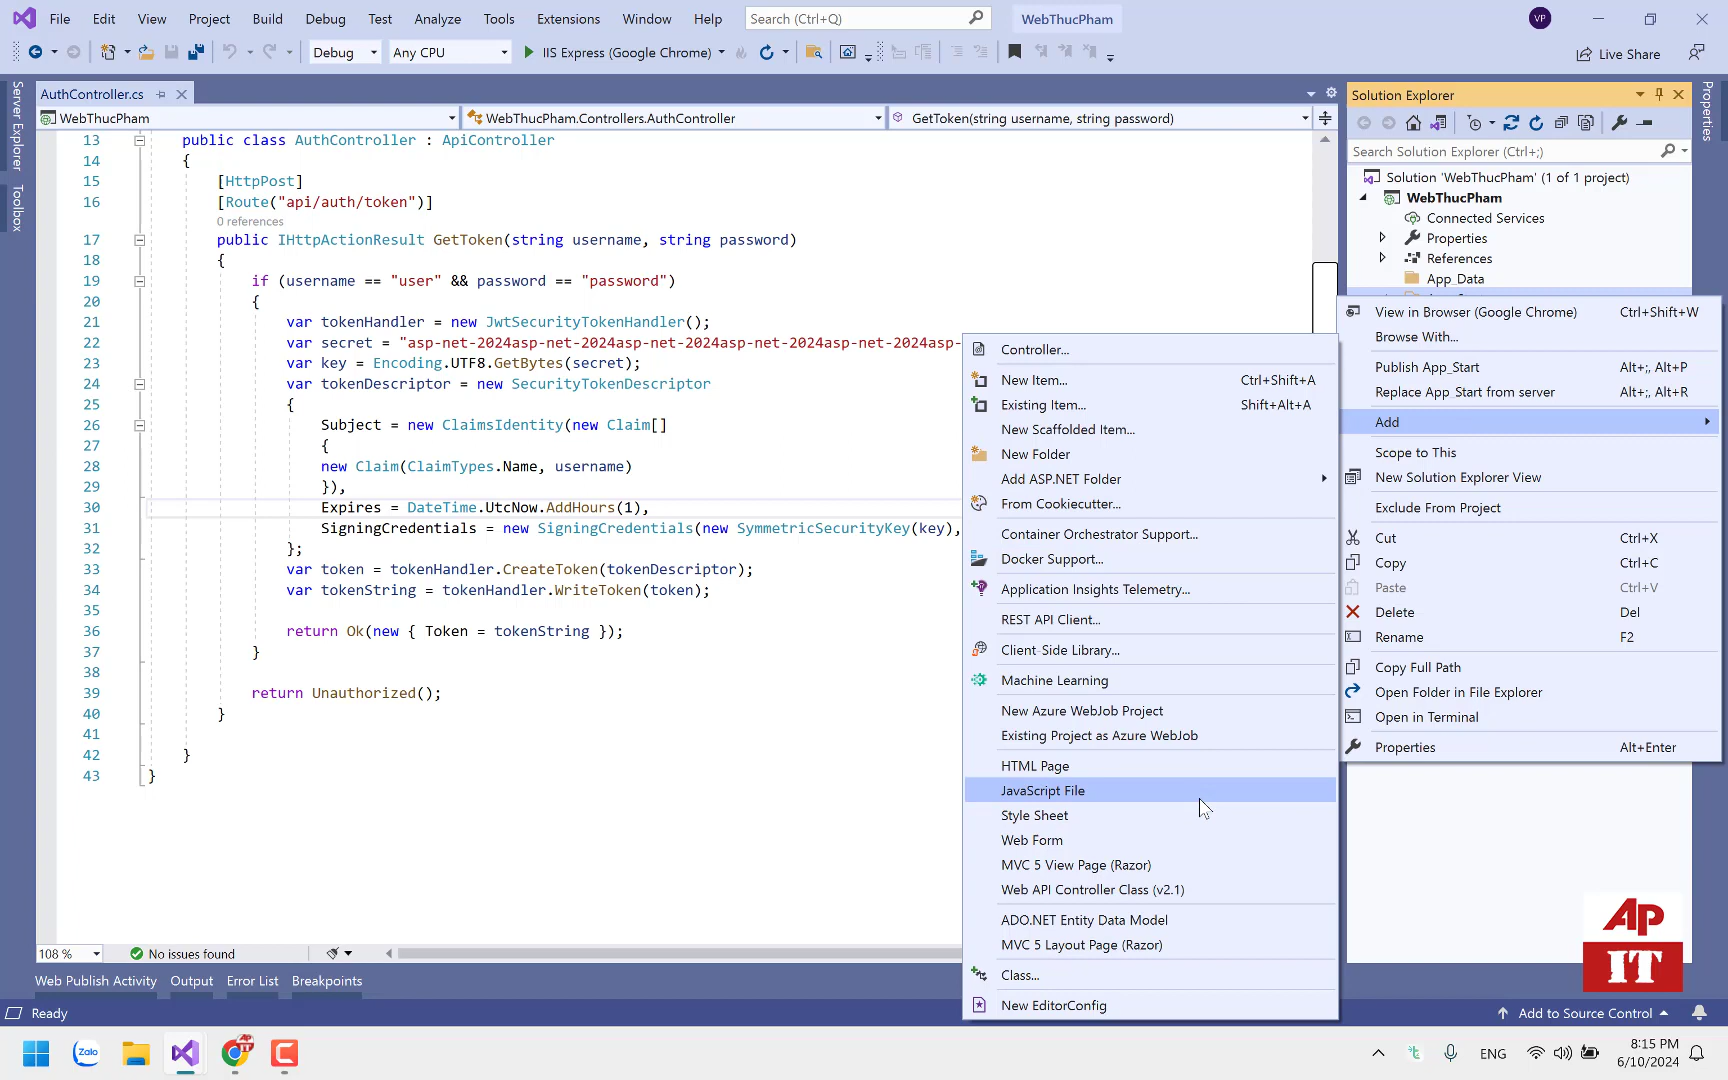 File Edit View Project Build Debug Test Analyze Tools Extensions Window Help Search (Ctrl+Q) WebThucPham VP
Debug Any CPU IIS Express (Google Chrome) Live Share
Server Explorer
Toolbox
AuthController.cs
WebThucPham WebThucPham.Controllers.AuthController GetToken(string username, string password)
13 public class AuthController : ApiController
14 {
15 [HttpPost]
16 [Route("api/auth/token")]
0 references
17 public IHttpActionResult GetToken(string username, string password)
18 {
19 if (username == "user" && password == "password")
20 {
21 var tokenHandler = new JwtSecurityTokenHandler();
22 var secret = "asp-net-2024asp-net-2024asp-net-2024asp-net-2024asp-net-2024asp-
23 var key = Encoding.UTF8.GetBytes(secret);
24 var tokenDescriptor = new SecurityTokenDescriptor
25 {
26 Subject = new ClaimsIdentity(new Claim[]
27 {
28 new Claim(ClaimTypes.Name, username)
29 }),
30 Expires = DateTime.UtcNow.AddHours(1),
31 SigningCredentials = new SigningCredentials(new SymmetricSecurityKey(key),
32 };
33 var token = tokenHandler.CreateToken(tokenDescriptor);
34 var tokenString = tokenHandler.WriteToken(token);
35
36 return Ok(new { Token = tokenString });
37 }
38
39 return Unauthorized();
40 }
41
42 }
43 }
Controller...
New Item... Ctrl+Shift+A
Existing Item... Shift+Alt+A
New Scaffolded Item...
New Folder
Add ASP.NET Folder
From Cookiecutter...
Container Orchestrator Support...
Docker Support...
Application Insights Telemetry...
REST API Client...
Client-Side Library...
Machine Learning
New Azure WebJob Project
Existing Project as Azure WebJob
HTML Page
JavaScript File
Style Sheet
Web Form
MVC 5 View Page (Razor)
Web API Controller Class (v2.1)
ADO.NET Entity Data Model
MVC 5 Layout Page (Razor)
Class...
New EditorConfig
Solution Explorer
Search Solution Explorer (Ctrl+;)
Solution 'WebThucPham' (1 of 1 project)
WebThucPham
Connected Services
Properties
References
App_Data
Properties
View in Browser (Google Chrome) Ctrl+Shift+W
Browse With...
Publish App_Start Alt+;, Alt+P
Replace App_Start from server Alt+;, Alt+R
Add
Scope to This
New Solution Explorer View
Exclude From Project
Cut Ctrl+X
Copy Ctrl+C
Paste Ctrl+V
Delete Del
Rename F2
Copy Full Path
Open Folder in File Explorer
Open in Terminal
Properties Alt+Enter
AP
IT
108 % No issues found
Web Publish Activity Output Error List Breakpoints
Ready Add to Source Control
Zalo AP IT ENG 8:15 PM
6/10/2024